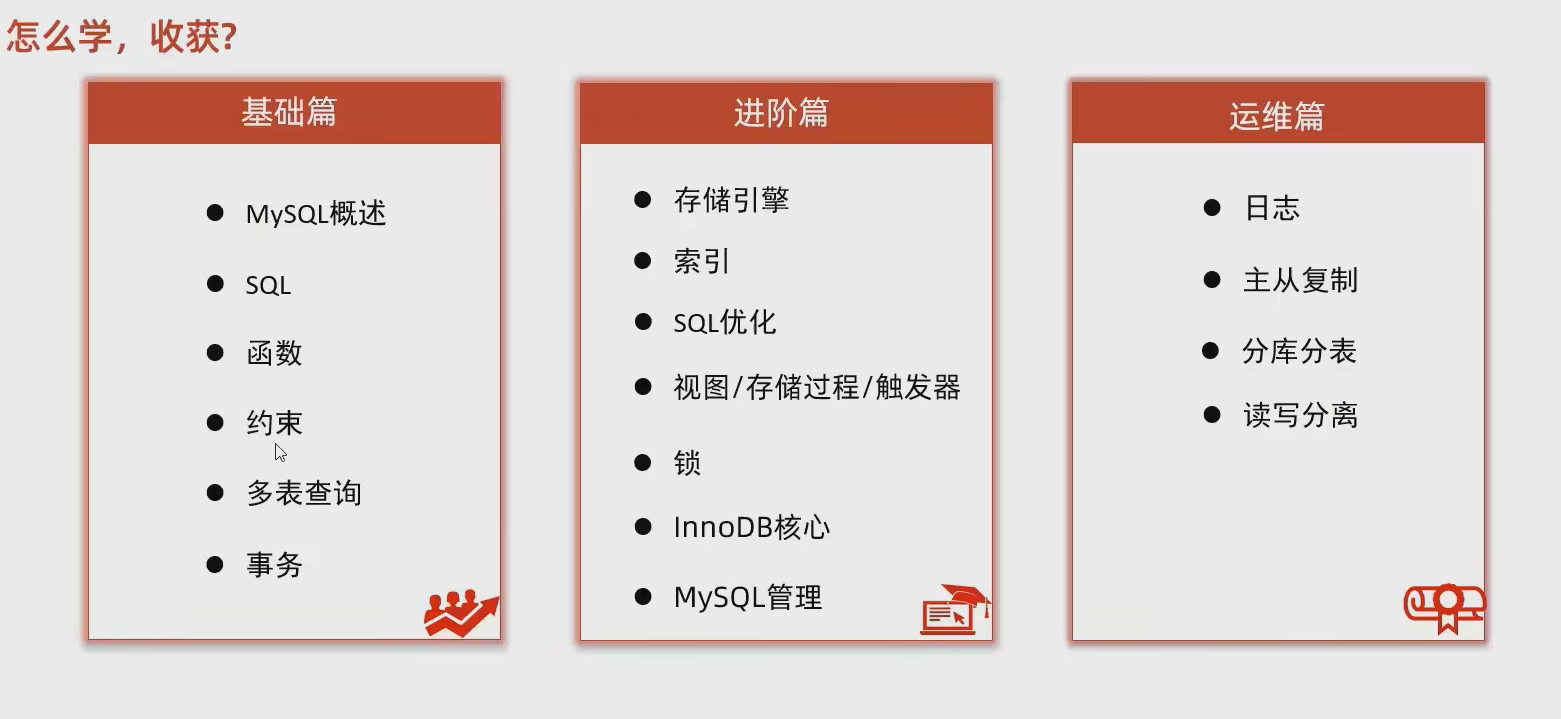 怎么学，收获?
基础篇
MySQL概述
SQL
函数
约束
多表查询
事务
进阶篇
存储引擎
索引
SQL优化
视图/存储过程/触发器
锁
InnoDB核心
MySQL管理
运维篇
日志
主从复制
分库分表
读写分离